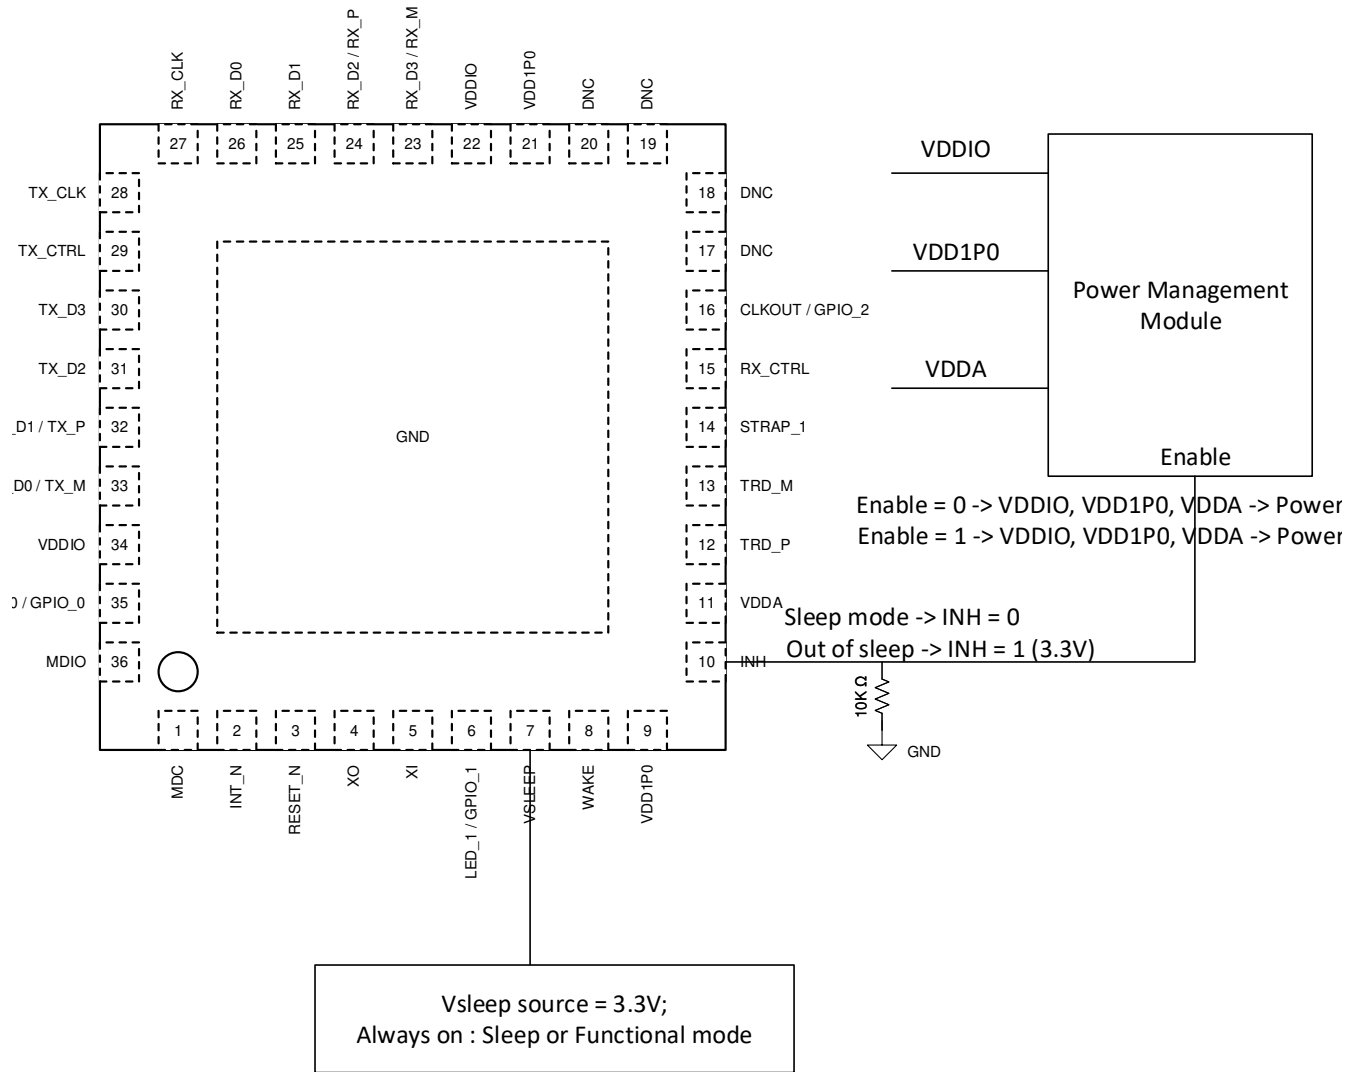 RX_CLK
RX_D0
RX_D1
RX_D2 / RX_P
RX_D3 / RX_M
VDDIO
VDD1P0
DNC
DNC
27
26
25
24
23
22
21
20
19
TX_CLK
28
TX_CTRL
29
TX_D3
30
TX_D2
31
_D1 / TX_P
32
D0 / TX_M
33
VDDIO
34
/ GPIO_0
35
MDIO
36
GND
18
DNC
17
DNC
16
CLKOUT / GPIO_2
15
RX_CTRL
14
STRAP_1
13
TRD_M
12
TRD_P
11
VDDA
10
INH
1
2
3
4
5
6
7
8
9
MDC
INT_N
RESET_N
XO
XI
LED_1 / GPIO_1
VSLEEP
WAKE
VDD1P0
VDDIO
VDD1P0
VDDA
Power Management
Module
Enable
Enable = 0 -> VDDIO, VDD1P0, VDDA -> Power
Enable = 1 -> VDDIO, VDD1P0, VDDA -> Power
Sleep mode -> INH = 0
Out of sleep -> INH = 1 (3.3V)
10K Ω
GND
Vsleep source = 3.3V;
Always on : Sleep or Functional mode